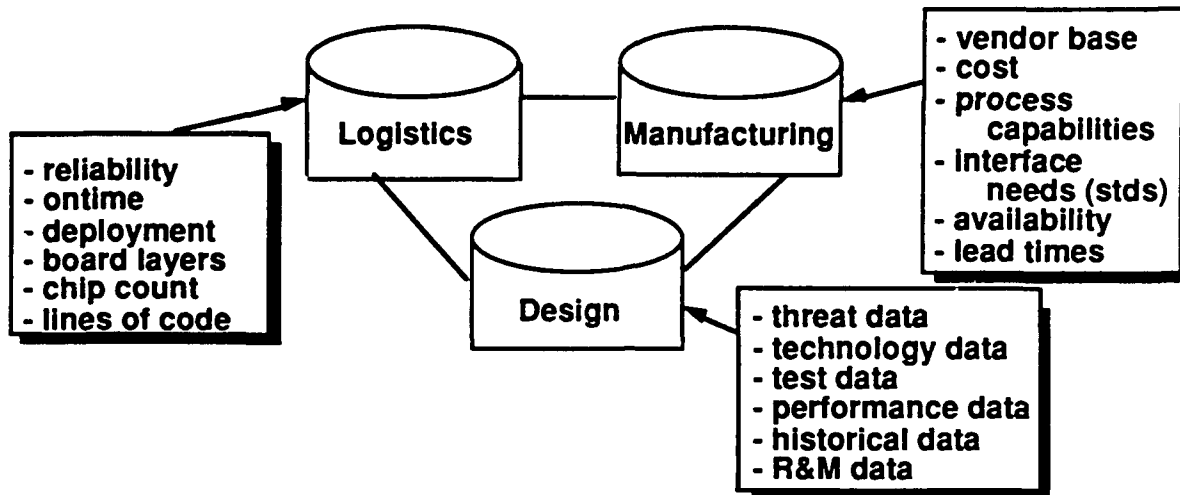 Logistics
Manufacturing
Design
- reliability
- ontime
- deployment
- board layers
- chip count
- lines of code
- vendor base
- cost
- process
capabilities
- interface
needs (stds)
- availability
- lead times
- threat data
- technology data
- test data
- performance data
- historical data
- R&M data